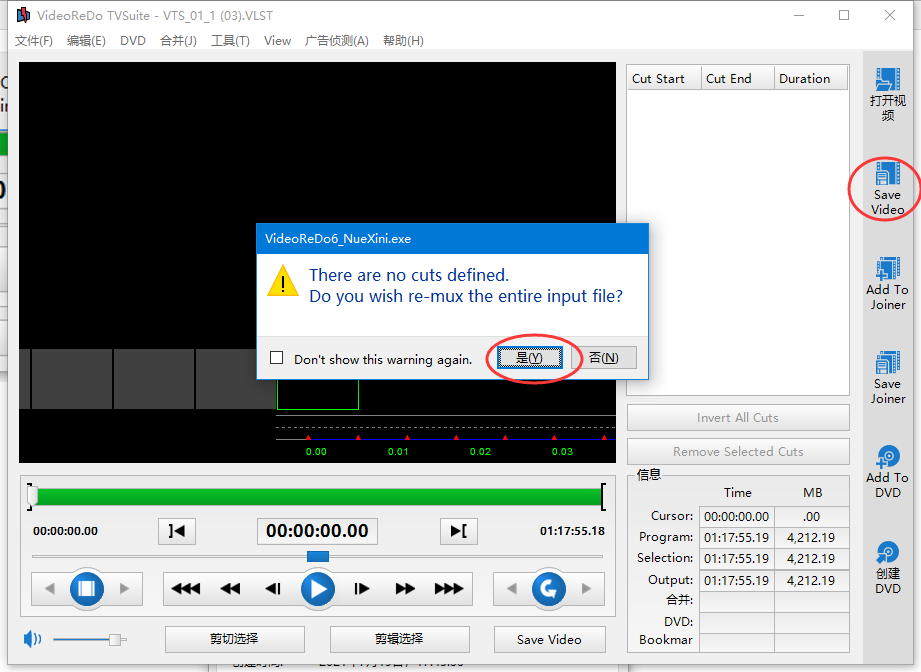 VideoReDo TVSuite - VTS_01_1 (03).VLST
文件(F) 编辑(E) DVD 合并(J) 工具(T) View 广告侦测(A) 帮助(H)
Cut Start Cut End Duration
打开视
频
Save
Video
Add To
Joiner
Save
Joiner
Add To
DVD
创建
DVD
VideoReDo6_NueXini.exe
There are no cuts defined.
Do you wish re-mux the entire input file?
Don't show this warning again. 是(Y) 否(N)
0.00 0.01 0.02 0.03
Invert All Cuts
Remove Selected Cuts
信息
Time MB
Cursor: 00:00:00.00 .00
Program: 01:17:55.19 4,212.19
Selection: 01:17:55.19 4,212.19
Output: 01:17:55.19 4,212.19
合并:
DVD:
Bookmar
00:00:00.00 00:00:00.00 01:17:55.18
剪切选择 剪辑选择 Save Video